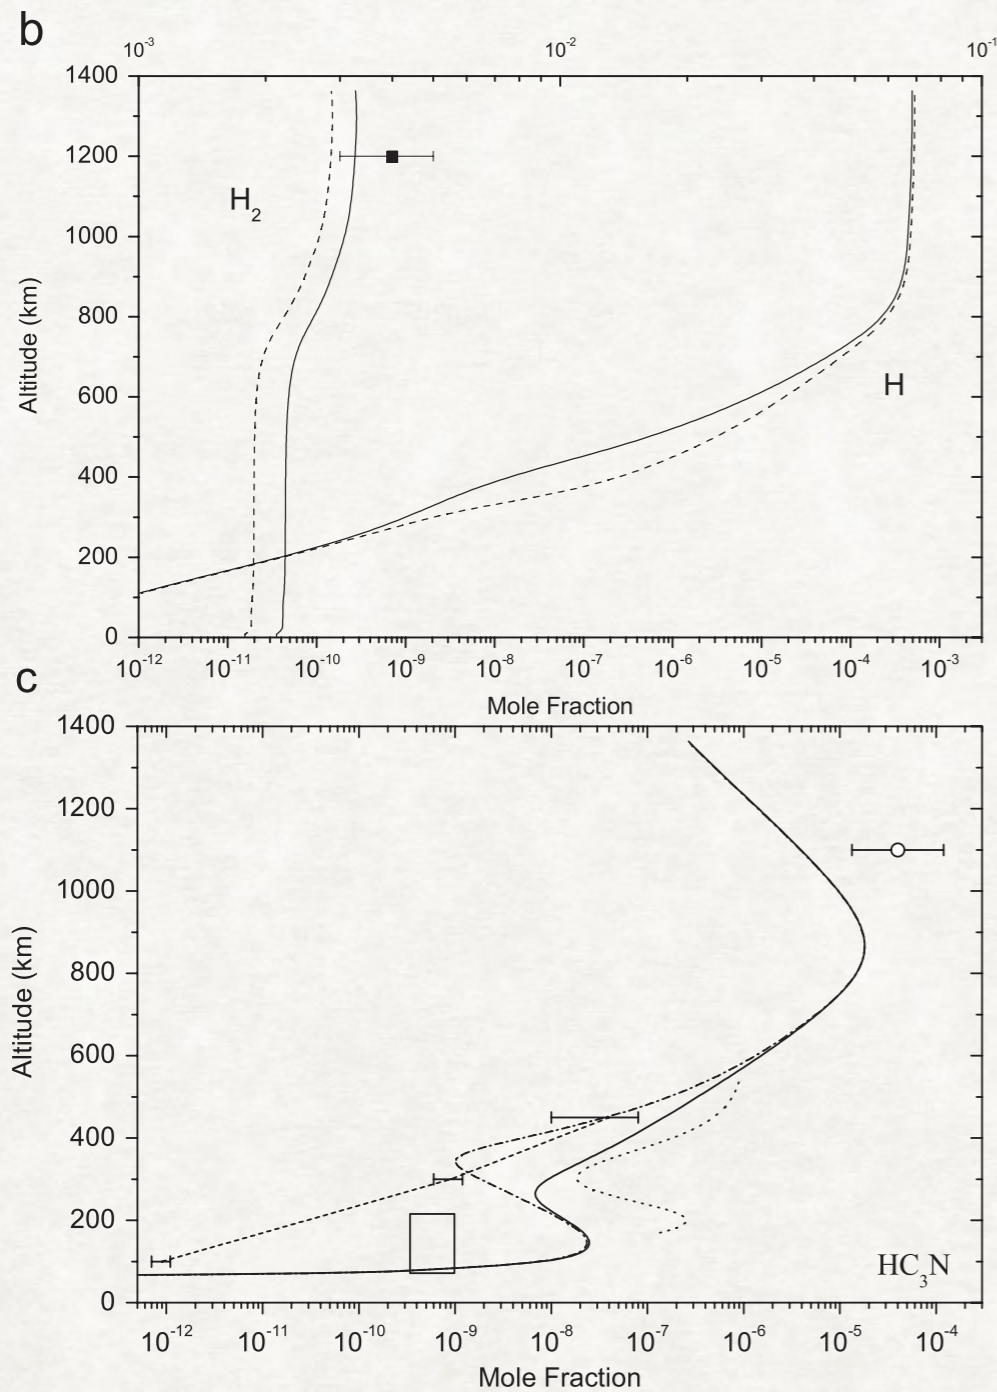 b
10⁻³ 10⁻² 10⁻¹
1400
1200
1000
800
600
400
200
0
Altitude (km)
H₂
H
10⁻¹² 10⁻¹¹ 10⁻¹⁰ 10⁻⁹ 10⁻⁸ 10⁻⁷ 10⁻⁶ 10⁻⁵ 10⁻⁴ 10⁻³
Mole Fraction
c
1400
1200
1000
800
600
400
200
0
Altitude (km)
HC₃N
10⁻¹² 10⁻¹¹ 10⁻¹⁰ 10⁻⁹ 10⁻⁸ 10⁻⁷ 10⁻⁶ 10⁻⁵ 10⁻⁴
Mole Fraction